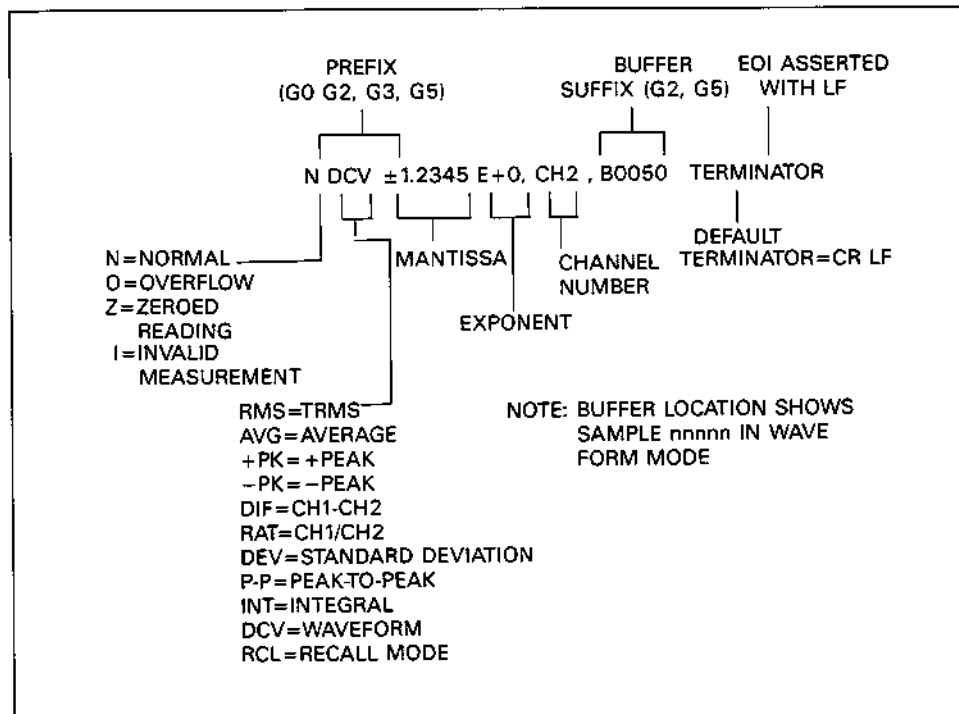 PREFIX
(G0 G2, G3, G5)
BUFFER
SUFFIX (G2, G5)
EOI ASSERTED
WITH LF
N DCV ±1.2345 E+0, CH2 , B0050 TERMINATOR
MANTISSA
EXPONENT
CHANNEL
NUMBER
DEFAULT
TERMINATOR=CR LF
N=NORMAL
O=OVERFLOW
Z=ZEROED
READING
I=INVALID
MEASUREMENT
RMS=TRMS
AVG=AVERAGE
+PK=+PEAK
−PK=−PEAK
DIF=CH1-CH2
RAT=CH1/CH2
DEV=STANDARD DEVIATION
P-P=PEAK-TO-PEAK
INT=INTEGRAL
DCV=WAVEFORM
RCL=RECALL MODE
NOTE: BUFFER LOCATION SHOWS
SAMPLE nnnnn IN WAVE
FORM MODE